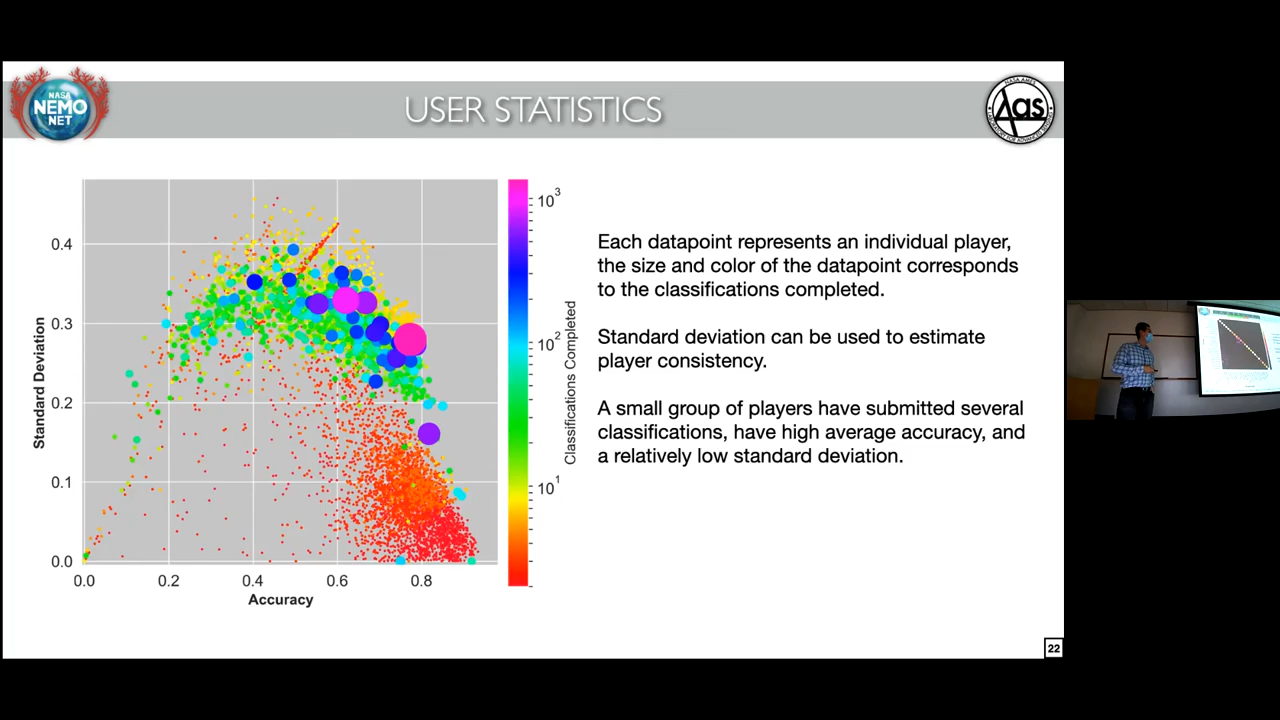 NASA
NEMO
NET
USER STATISTICS
NASA AMES
Aas
Each datapoint represents an individual player,
the size and color of the datapoint corresponds
to the classifications completed.
Standard deviation can be used to estimate
player consistency.
A small group of players have submitted several
classifications, have high average accuracy, and
a relatively low standard deviation.
Standard Deviation
0.4
0.3
0.2
0.1
0.0
0.0 0.2 0.4 0.6 0.8
Accuracy
10³
10²
10¹
Classifications Completed
22